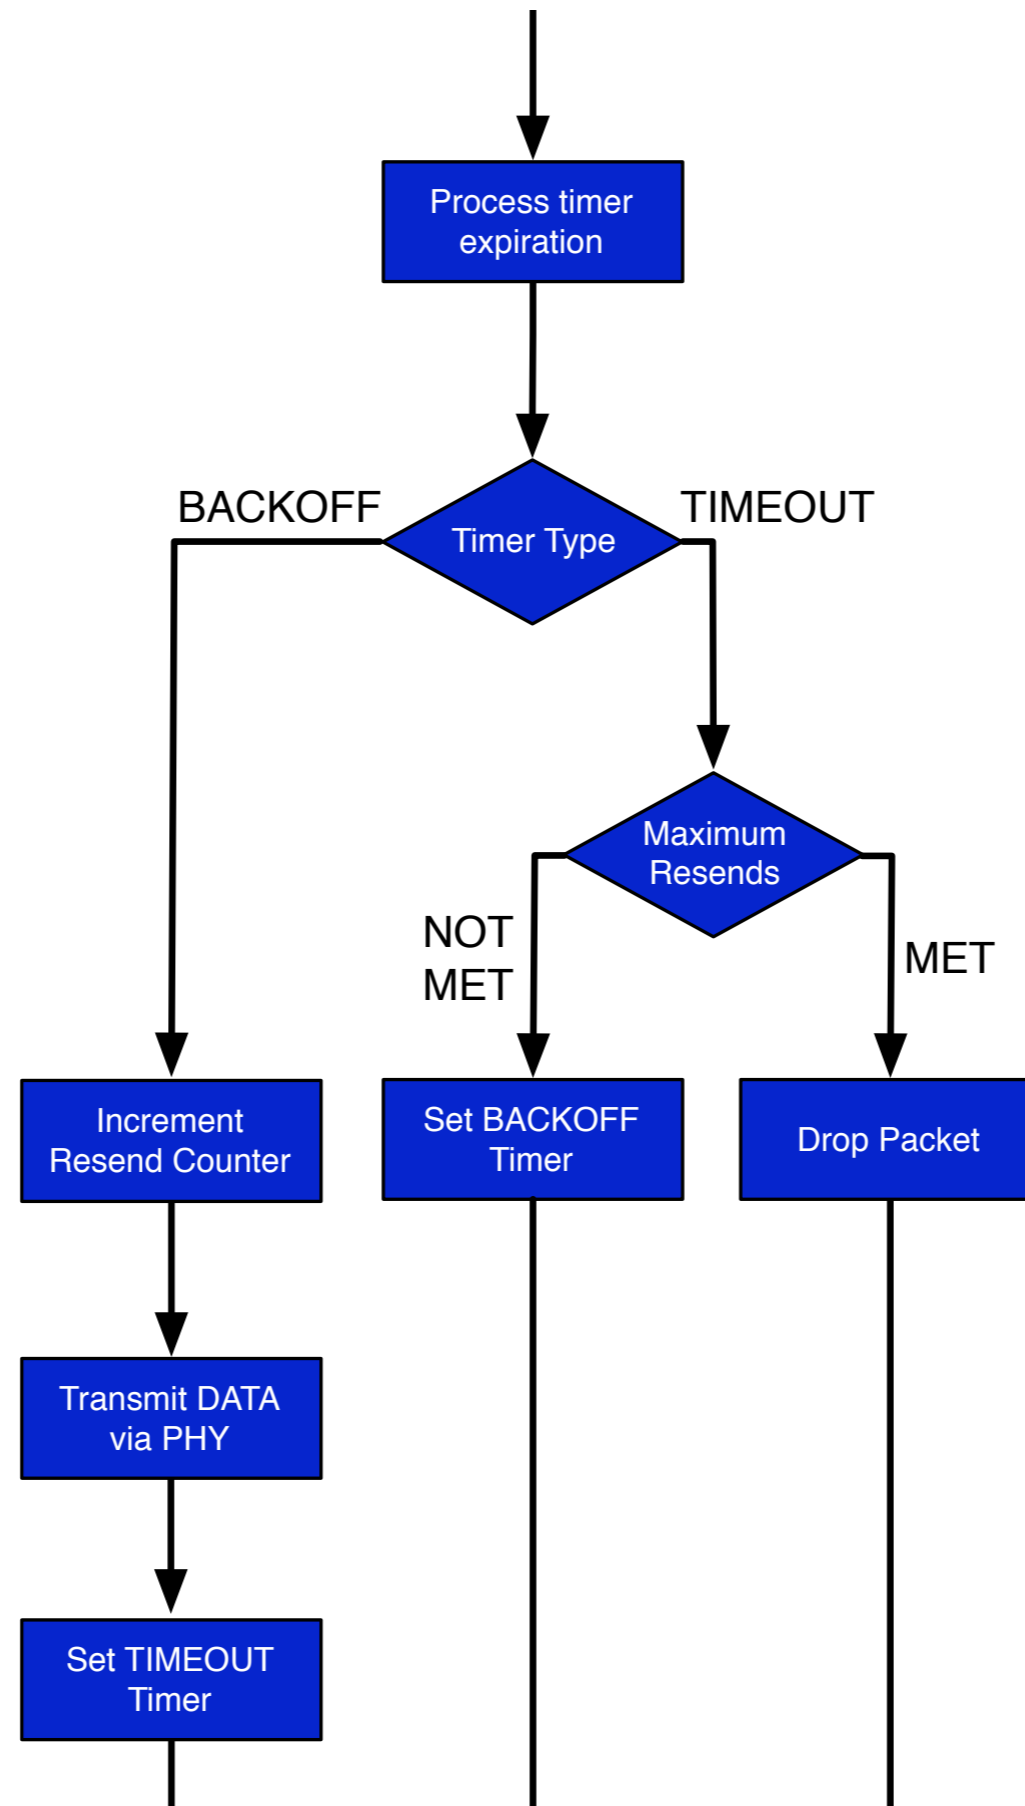 Process timer
expiration
BACKOFF
TIMEOUT
Timer Type
Maximum
Resends
NOT
MET
MET
Increment
Resend Counter
Set BACKOFF
Timer
Drop Packet
Transmit DATA
via PHY
Set TIMEOUT
Timer